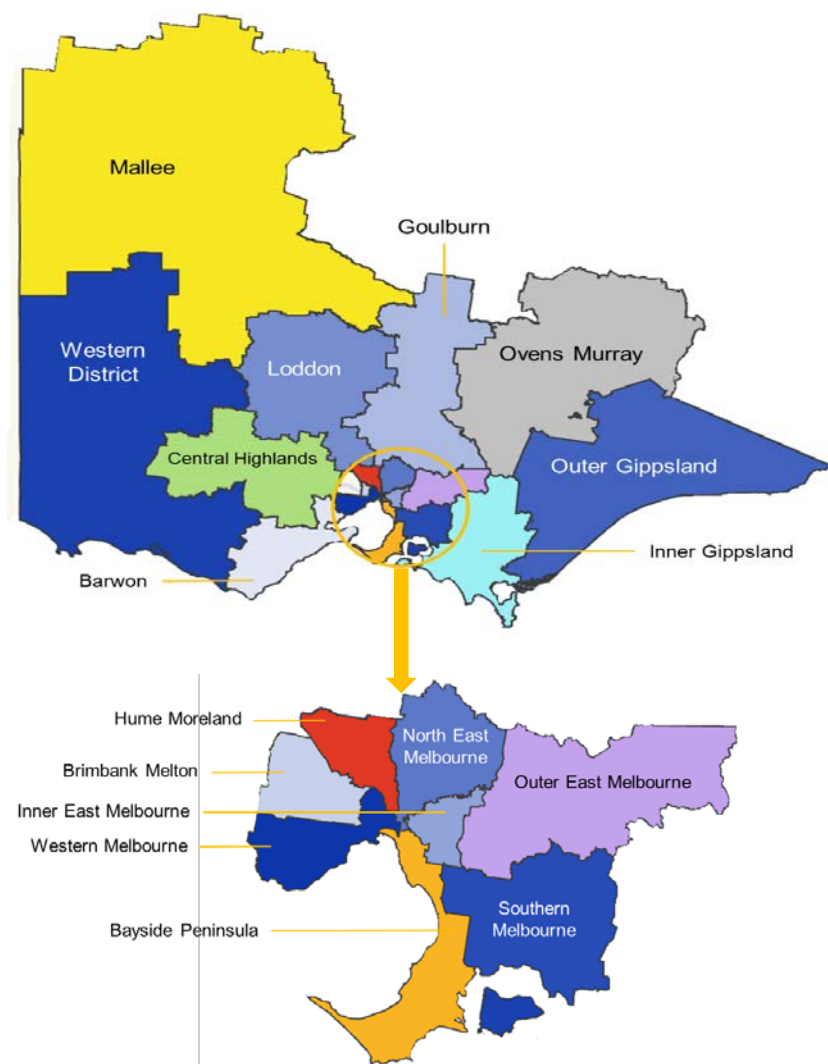 Mallee
Goulburn
Western
District
Loddon
Ovens Murray
Central Highlands
Outer Gippsland
Inner Gippsland
Barwon
Hume Moreland
North East
Melbourne
Brimbank Melton
Outer East Melbourne
Inner East Melbourne
Western Melbourne
Southern
Melbourne
Bayside Peninsula